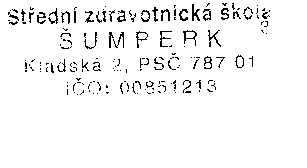 Střední zdravotnická škola
ŠUMPERK
Kladská 2, PSČ 787 01
IČO: 00851213